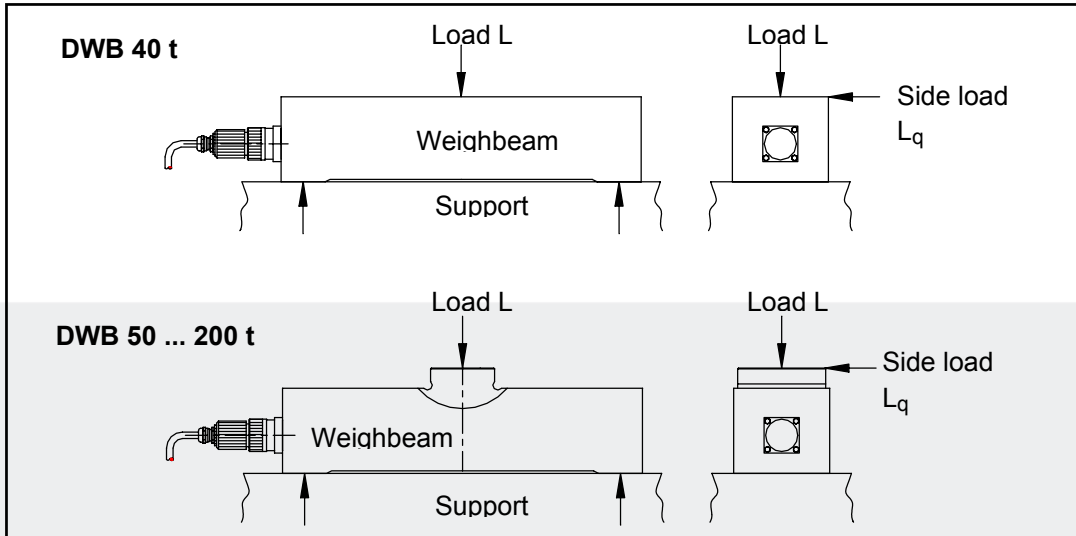 DWB 40 t
Load L
Load L
Side load
Lq
Weighbeam
Support
DWB 50 ... 200 t
Load L
Load L
Side load
Lq
Weighbeam
Support